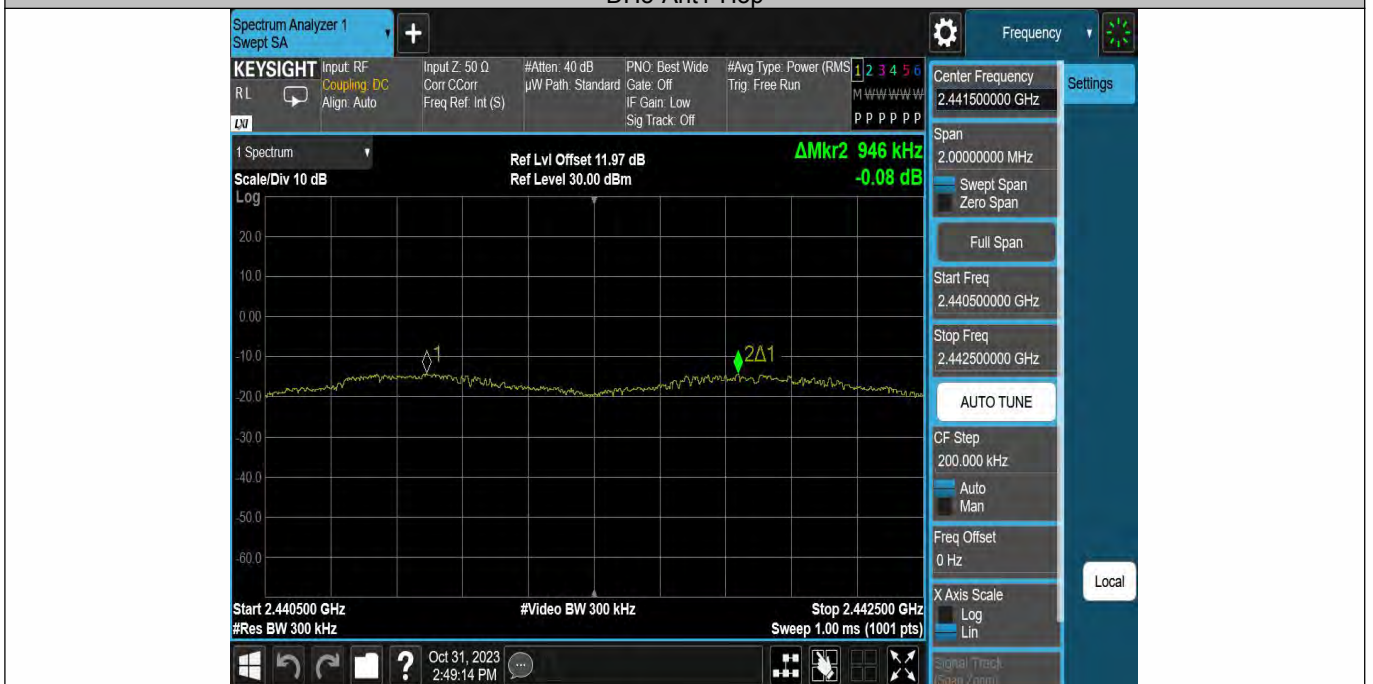 Spectrum Analyzer 1
Swept SA
+
Frequency
KEYSIGHT
RL
LXI
Input: RF
Coupling: DC
Align: Auto
Input Z: 50 Ω
Corr CCorr
Freq Ref: Int (S)
#Atten: 40 dB
µW Path: Standard
PNO: Best Wide
Gate: Off
IF Gain: Low
Sig Track: Off
#Avg Type: Power (RMS
Trig: Free Run
1 2 3 4 5 6
M W W W W W
P P P P P P
1 Spectrum
Scale/Div 10 dB
Log
Ref Lvl Offset 11.97 dB
Ref Level 30.00 dBm
ΔMkr2 946 kHz
-0.08 dB
20.0
10.0
0.00
-10.0
-20.0
-30.0
-40.0
-50.0
-60.0
1
2Δ1
Start 2.440500 GHz
#Res BW 300 kHz
#Video BW 300 kHz
Stop 2.442500 GHz
Sweep 1.00 ms (1001 pts)
Oct 31, 2023
2:49:14 PM
Center Frequency
2.441500000 GHz
Settings
Span
2.00000000 MHz
Swept Span
Zero Span
Full Span
Start Freq
2.440500000 GHz
Stop Freq
2.442500000 GHz
AUTO TUNE
CF Step
200.000 kHz
Auto
Man
Freq Offset
0 Hz
X Axis Scale
Log
Lin
Local
Signal Track
(Span Zoom)